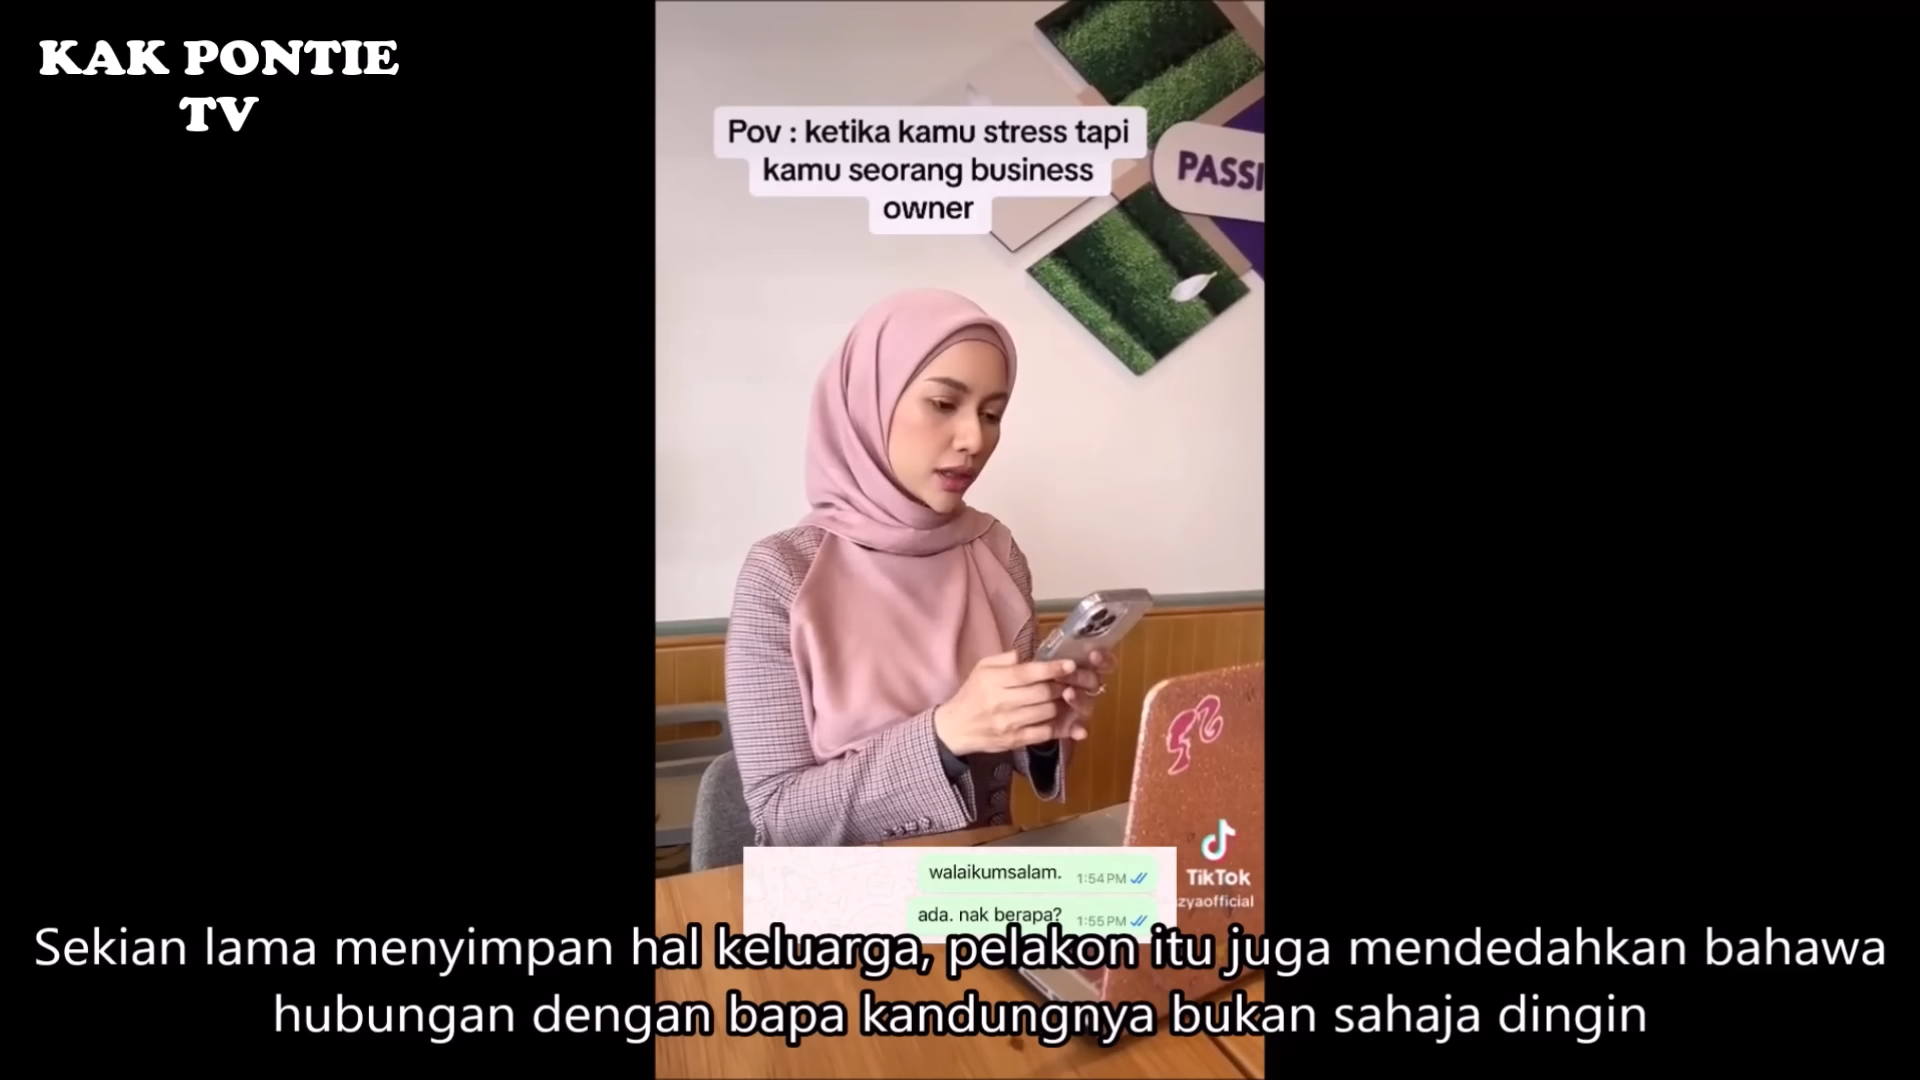 KAK PONTIE
TV
Pov : ketika kamu stress tapi
kamu seorang business
owner
PASSI
walaikumsalam. 1:54 PM
ada. nak berapa? 1:55 PM
TikTok
zyaofficial
Sekian lama menyimpan hal keluarga, pelakon itu juga mendedahkan bahawa
hubungan dengan bapa kandungnya bukan sahaja dingin